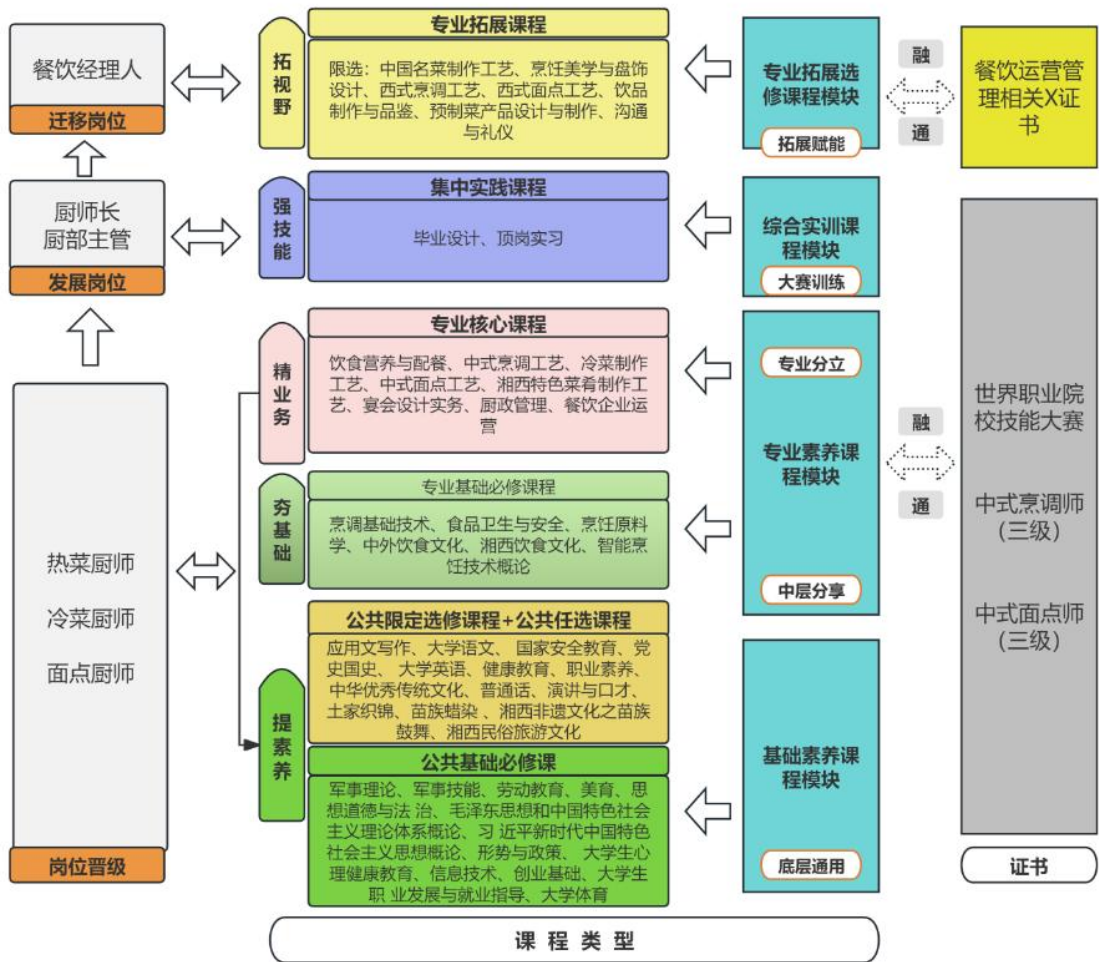 餐饮经理人
迁移岗位
厨师长
厨部主管
发展岗位
热菜厨师
冷菜厨师
面点厨师
岗位晋级
拓视野
专业拓展课程
限选：中国名菜制作工艺、烹饪美学与盘饰
设计、西式烹调工艺、西式面点工艺、饮品
制作与品鉴、预制菜产品设计与制作、沟通
与礼仪
强技能
集中实践课程
毕业设计、顶岗实习
精业务
专业核心课程
饮食营养与配餐、中式烹调工艺、冷菜制作
工艺、中式面点工艺、湘西特色菜肴制作工
艺、宴会设计实务、厨政管理、餐饮企业运
营
夯基础
专业基础必修课程
烹调基础技术、食品卫生与安全、烹饪原料
学、中外饮食文化、湘西饮食文化、智能烹
饪技术概论
提素养
公共限定选修课程+公共任选课程
应用文写作、大学语文、 国家安全教育、党
史国史、 大学英语、健康教育、职业素养、
中华优秀传统文化、普通话、演讲与口才、
土家织锦、苗族蜡染 、湘西非遗文化之苗族
鼓舞、湘西民俗旅游文化
公共基础必修课
军事理论、军事技能、劳动教育、美育、思
想道德与法 治、毛泽东思想和中国特色社会
主义理论体系概论、习 近平新时代中国特色
社会主义思想概论、形势与政策、 大学生心
理健康教育、信息技术、创业基础、大学生
职 业发展与就业指导、大学体育
专业拓展选
修课程模块
拓展赋能
综合实训课
程模块
大赛训练
专业分立
专业素养课
程模块
中层分享
基础素养课
程模块
底层通用
融
通
融
通
餐饮运营管
理相关X证
书
世界职业院
校技能大赛
中式烹调师
（三级）
中式面点师
（三级）
证书
课 程 类 型